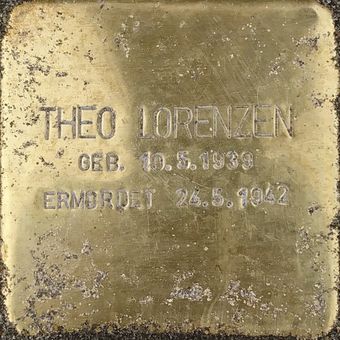 THEO LORENZEN
GEB. 10.5.1939
ERMORDET 24.5.1942